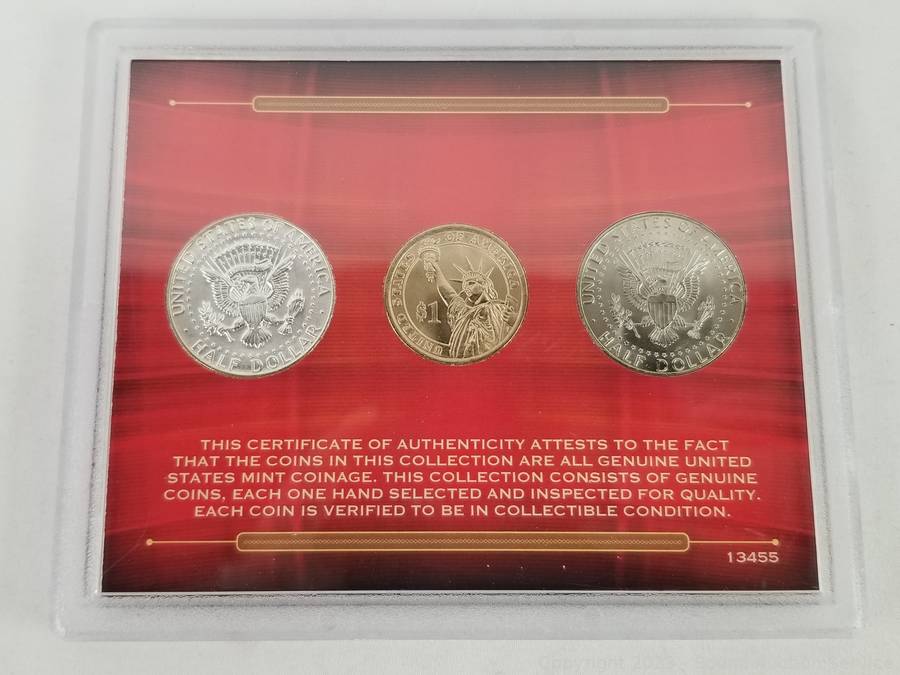 UNITED STATES OF AMERICA
HALF DOLLAR
UNITED STATES OF AMERICA
$1
UNITED STATES OF AMERICA
HALF DOLLAR
THIS CERTIFICATE OF AUTHENTICITY ATTESTS TO THE FACT
THAT THE COINS IN THIS COLLECTION ARE ALL GENUINE UNITED
STATES MINT COINAGE. THIS COLLECTION CONSISTS OF GENUINE
COINS, EACH ONE HAND SELECTED AND INSPECTED FOR QUALITY.
EACH COIN IS VERIFIED TO BE IN COLLECTIBLE CONDITION.
13455